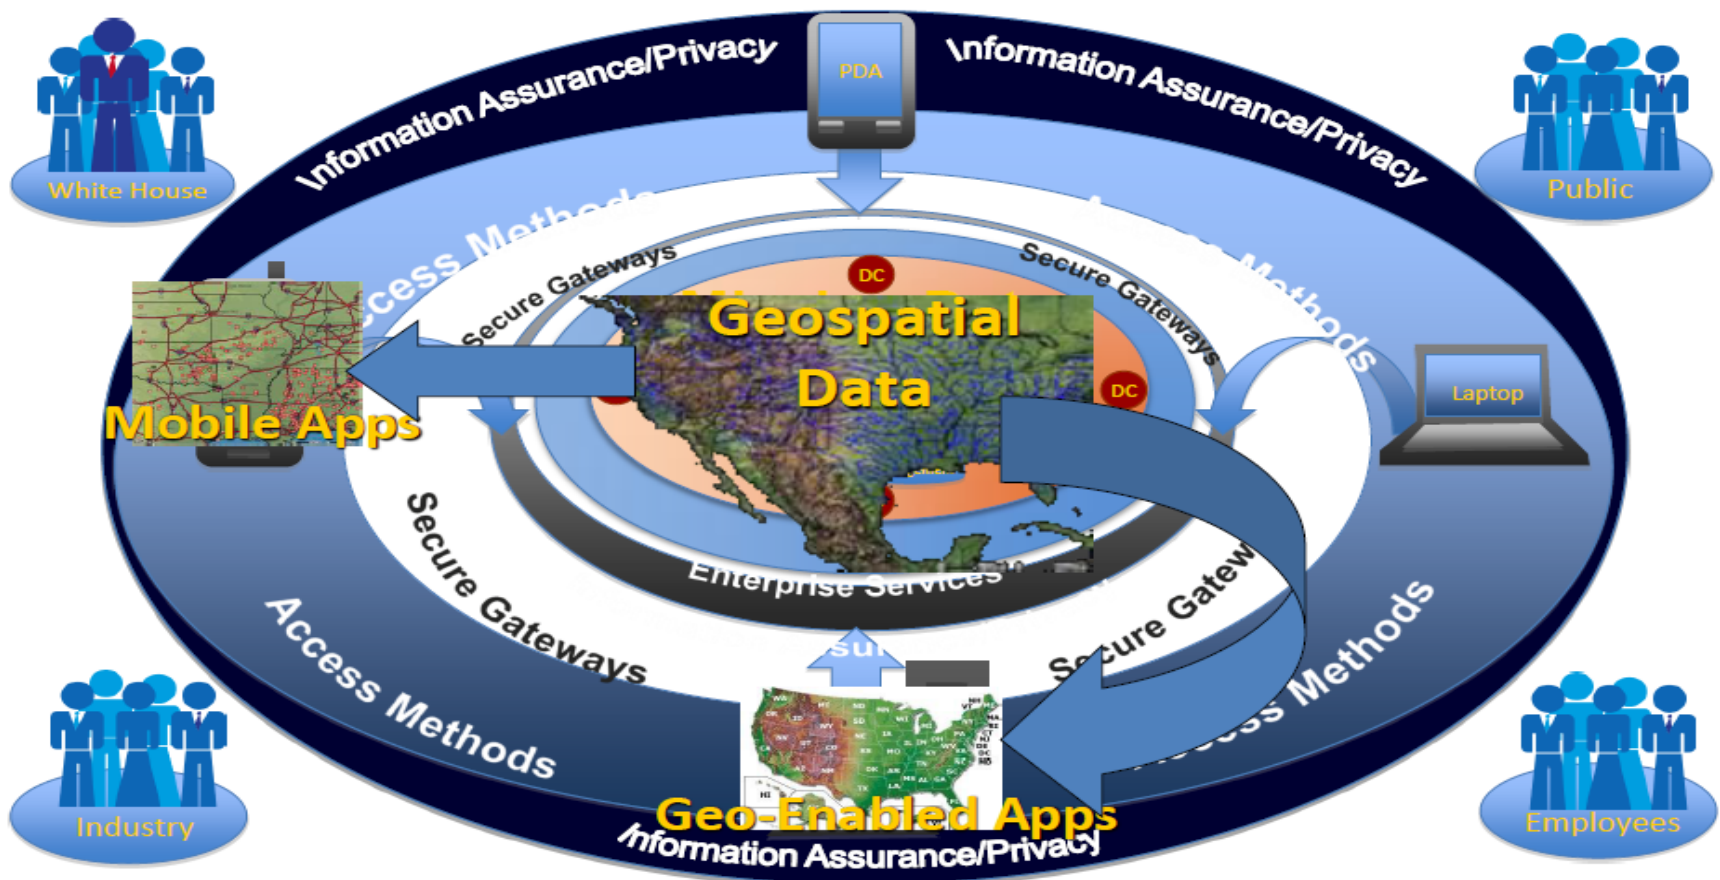 Information Assurance/Privacy
Information Assurance/Privacy
PDA
White House
Public
Access Methods
Access Methods
Secure Gateways
Secure Gateways
DC
Geospatial
Data
DC
Laptop
Mobile Apps
Secure Gateways
Enterprise Services
Secure Gatew
Access Methods
Access Methods
Geo-Enabled Apps
Industry
Employees
Information Assurance/Privacy